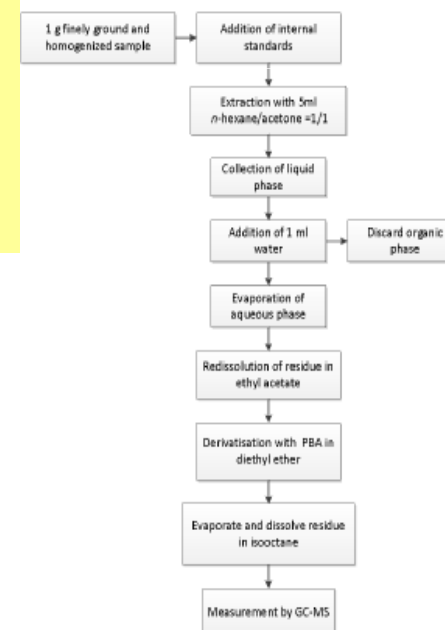 1 g finely ground and
homogenized sample
Addition of internal
standards
Extraction with 5ml
n-hexane/acetone =1/1
Collection of liquid
phase
Addition of 1 ml
water
Discard organic
phase
Evaporation of
aqueous phase
Redissolution of residue in
ethyl acetate
Derivatisation with PBA in
diethyl ether
Evaporate and dissolve residue
in isooctane
Measurement by GC-MS